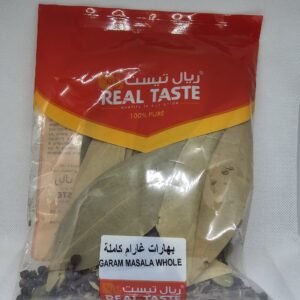 ريال تيست
REAL TASTE
100% PURE
بهارات غارام كاملة
GARAM MASALA WHOLE
ريال تيست
REAL TASTE